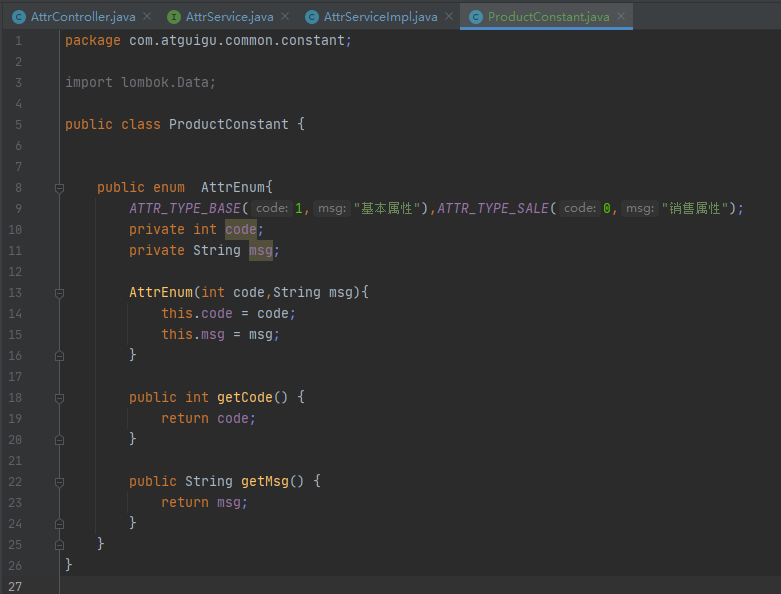 AttrController.java AttrService.java AttrServiceImpl.java ProductConstant.java
1 package com.atguigu.common.constant;
2
3 import lombok.Data;
4
5 public class ProductConstant {
6
7
8 public enum  AttrEnum{
9 ATTR_TYPE_BASE( code: 1, msg: "基本属性"),ATTR_TYPE_SALE( code: 0, msg: "销售属性");
10 private int code;
11 private String msg;
12
13 AttrEnum(int code,String msg){
14 this.code = code;
15 this.msg = msg;
16 }
17
18 public int getCode() {
19 return code;
20 }
21
22 public String getMsg() {
23 return msg;
24 }
25 }
26 }
27